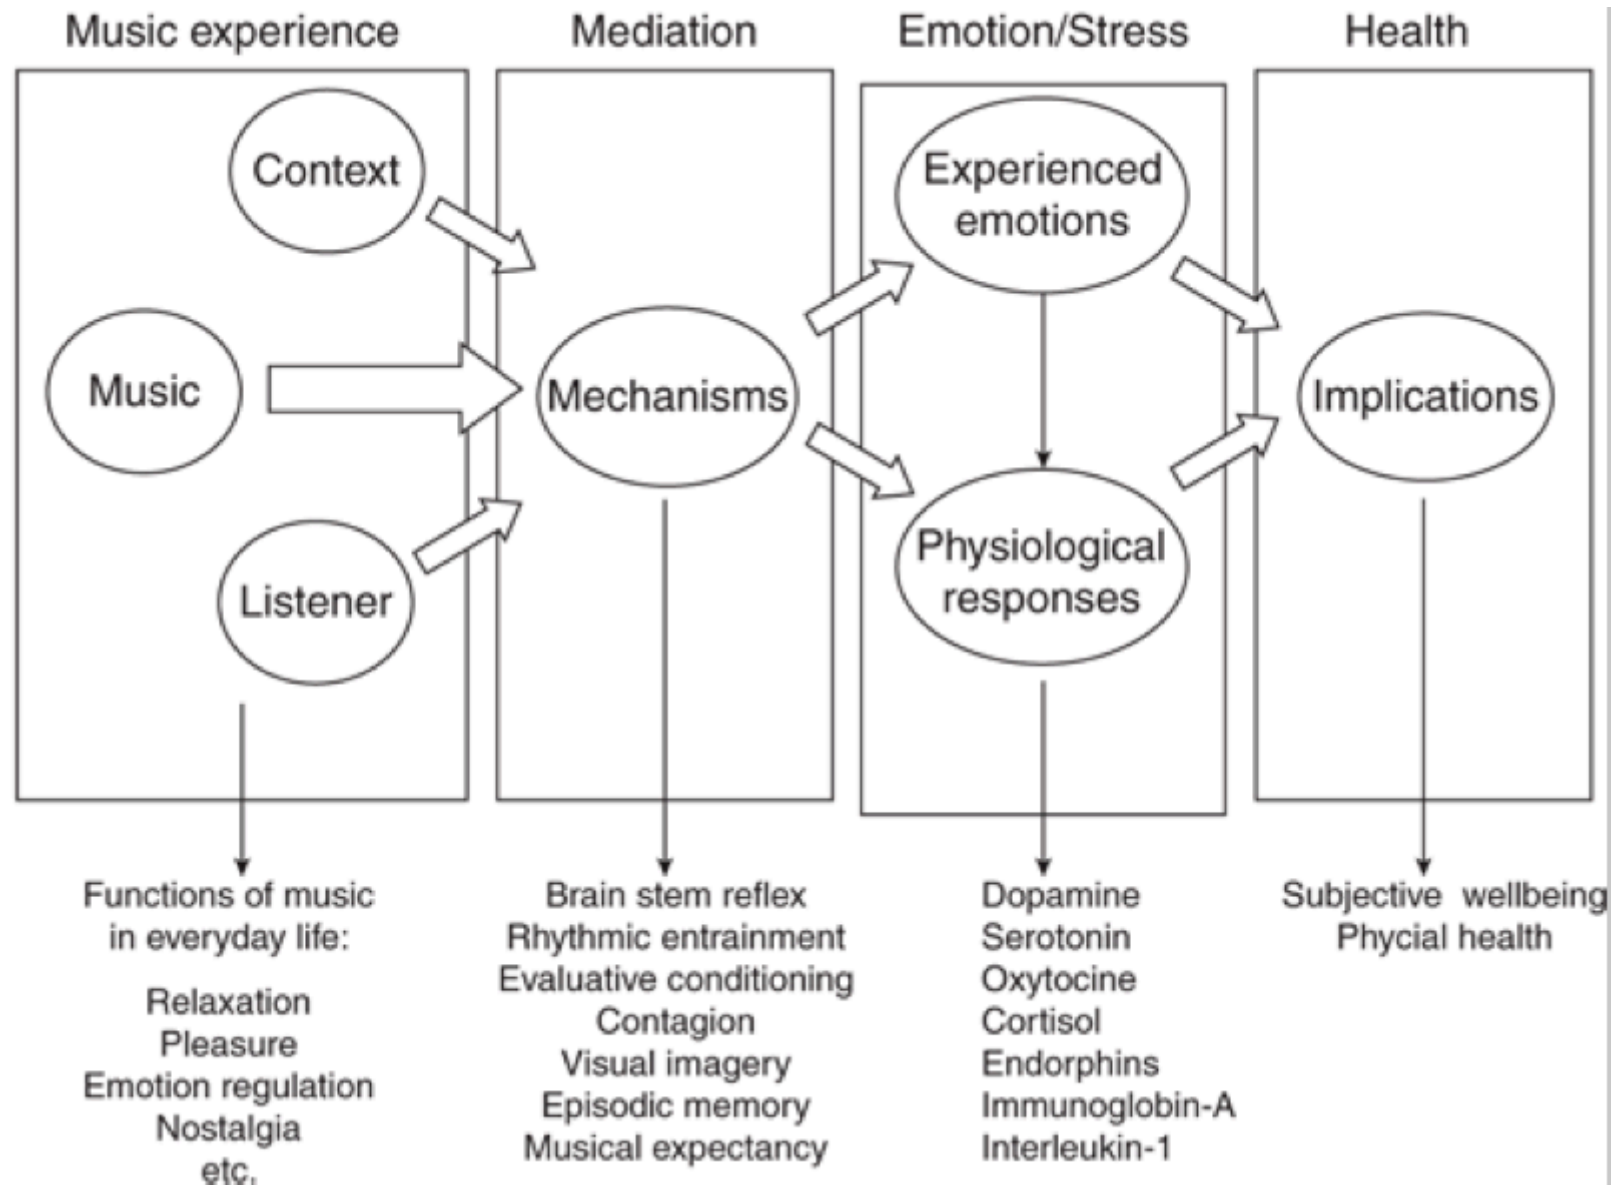 Music experience
Mediation
Emotion/Stress
Health
Context
Music
Listener
Mechanisms
Experienced
emotions
Physiological
responses
Implications
Functions of music
in everyday life:
Relaxation
Pleasure
Emotion regulation
Nostalgia
etc.
Brain stem reflex
Rhythmic entrainment
Evaluative conditioning
Contagion
Visual imagery
Episodic memory
Musical expectancy
Dopamine
Serotonin
Oxytocine
Cortisol
Endorphins
Immunoglobin-A
Interleukin-1
Subjective wellbeing
Phycial health